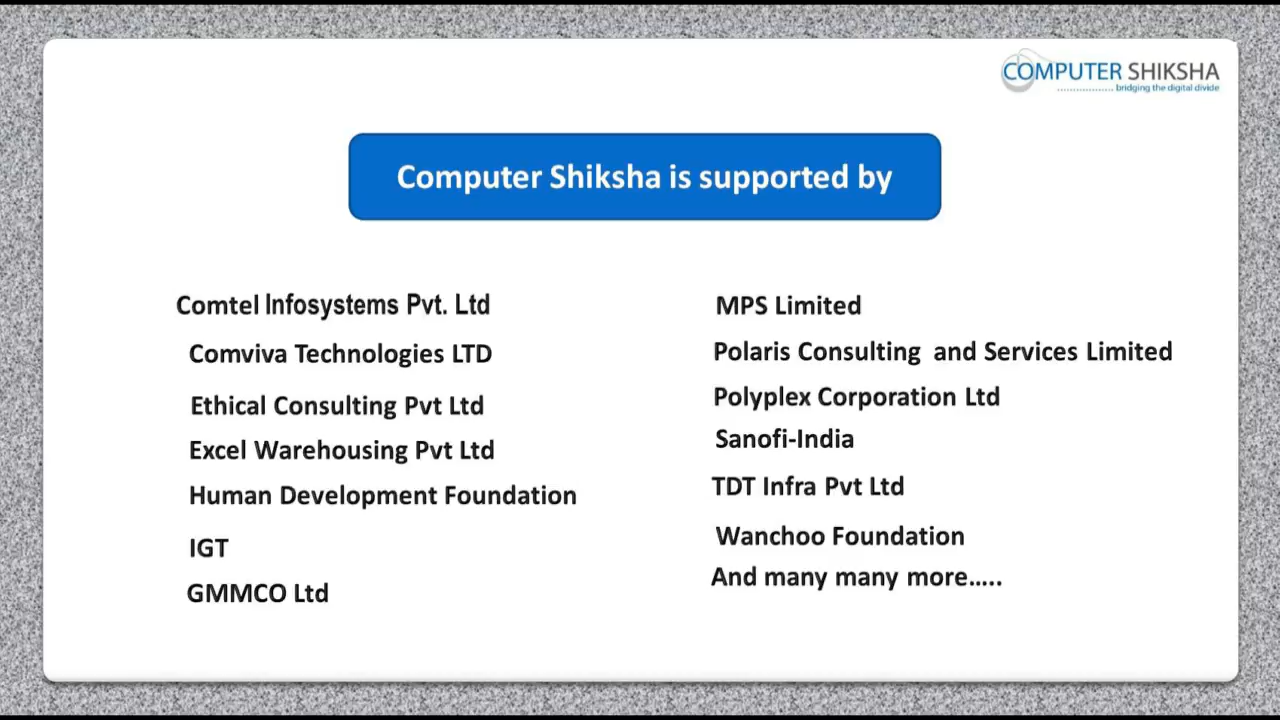 COMPUTER SHIKSHA
bridging the digital divide
Computer Shiksha is supported by
Comtel Infosystems Pvt. Ltd
Comviva Technologies LTD
Ethical Consulting Pvt Ltd
Excel Warehousing Pvt Ltd
Human Development Foundation
IGT
GMMCO Ltd
MPS Limited
Polaris Consulting and Services Limited
Polyplex Corporation Ltd
Sanofi-India
TDT Infra Pvt Ltd
Wanchoo Foundation
And many many more…..